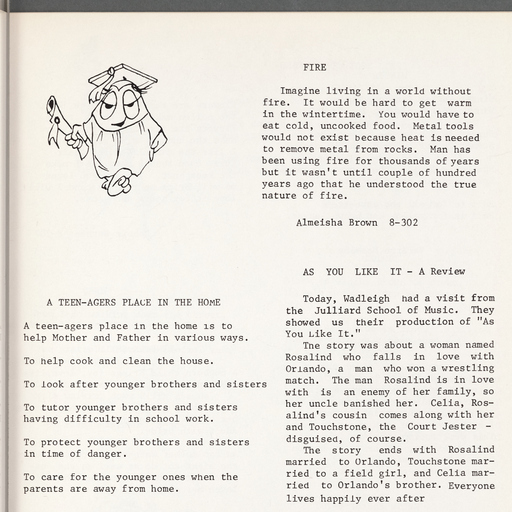 FIRE
Imagine living in a world without
fire. It would be hard to get warm
in the wintertime. You would have to
eat cold, uncooked food. Metal tools
would not exist because heat is needed
to remove metal from rocks. Man has
been using fire for thousands of years
but it wasn't until couple of hundred
years ago that he understood the true
nature of fire.
Almeisha Brown 8-302
A TEEN-AGERS PLACE IN THE HOME
A teen-agers place in the home is to
help Mother and Father in various ways.
To help cook and clean the house.
To look after younger brothers and sisters
To tutor younger brothers and sisters
having difficulty in school work.
To protect younger brothers and sisters
in time of danger.
To care for the younger ones when the
parents are away from home.
AS YOU LIKE IT - A Review
Today, Wadleigh had a visit from
the Julliard School of Music. They
showed us their production of "As
You Like It."
The story was about a woman named
Rosalind who falls in love with
Orlando, a man who won a wrestling
match. The man Rosalind is in love
with is an enemy of her family, so
her uncle banished her. Celia, Ros-
alind's cousin comes along with her
and Touchstone, the Court Jester -
disguised, of course.
The story ends with Rosalind
married to Orlando, Touchstone mar-
ried to a field girl, and Celia mar-
ried to Orlando's brother. Everyone
lives happily ever after